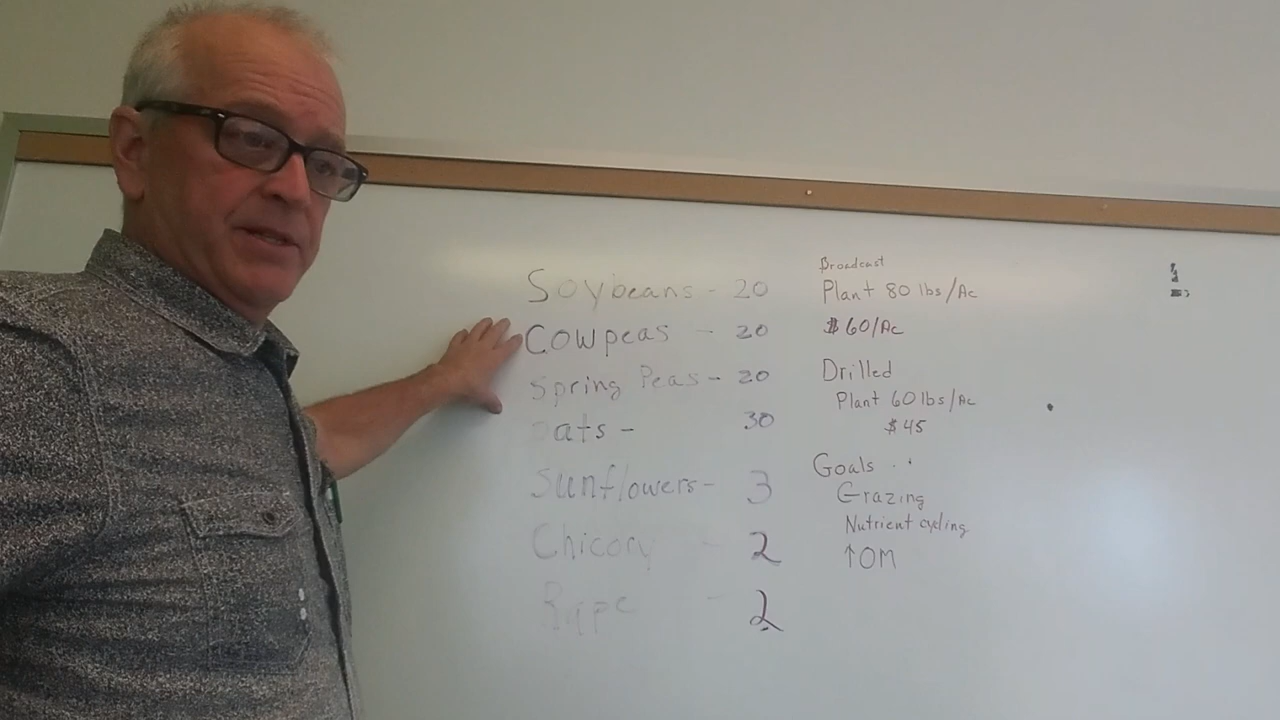 Soybeans - 20
Cowpeas - 20
Spring Peas - 20
ats - 30
Sunflowers - 3
Chicory - 2
Rape - 2
Broadcast
Plant 80 lbs/Ac
$60/Ac
Drilled
Plant 60 lbs/Ac
$45
Goals
Grazing
Nutrient cycling
↑OM